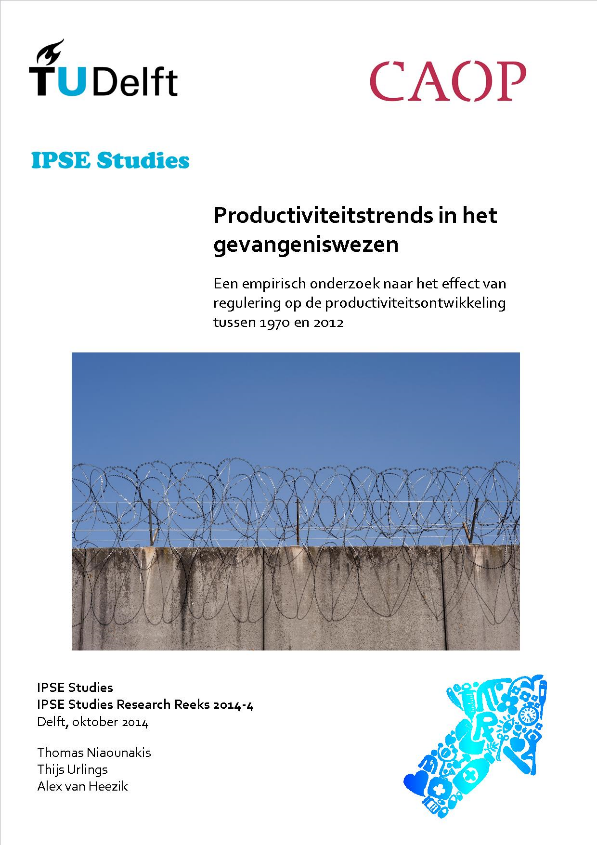 TUDelft
CAOP
IPSE Studies
Productiviteitstrends in het
gevangeniswezen
Een empirisch onderzoek naar het effect van
regulering op de productiviteitsontwikkeling
tussen 1970 en 2012
IPSE Studies
IPSE Studies Research Reeks 2014-4
Delft, oktober 2014
Thomas Niaounakis
Thijs Urlings
Alex van Heezik